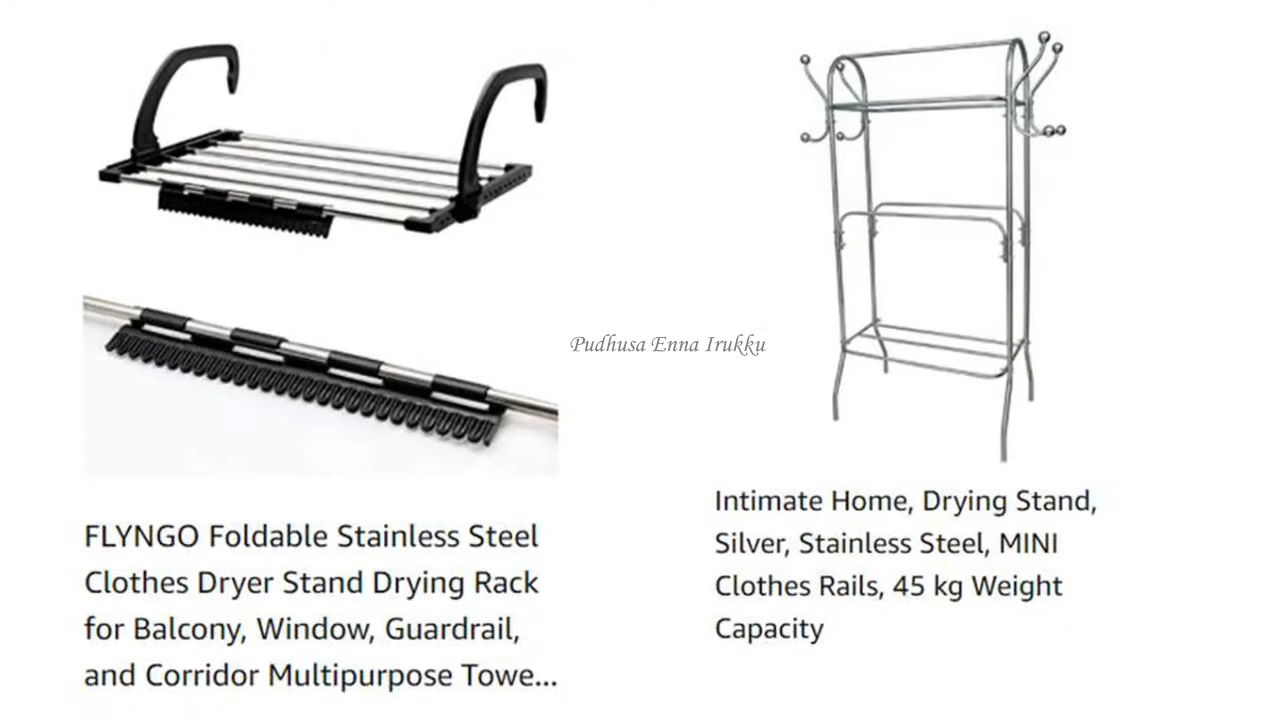 Pudhusa Enna Irukku
FLYNGO Foldable Stainless Steel
Clothes Dryer Stand Drying Rack
for Balcony, Window, Guardrail,
and Corridor Multipurpose Towe...
Intimate Home, Drying Stand,
Silver, Stainless Steel, MINI
Clothes Rails, 45 kg Weight
Capacity